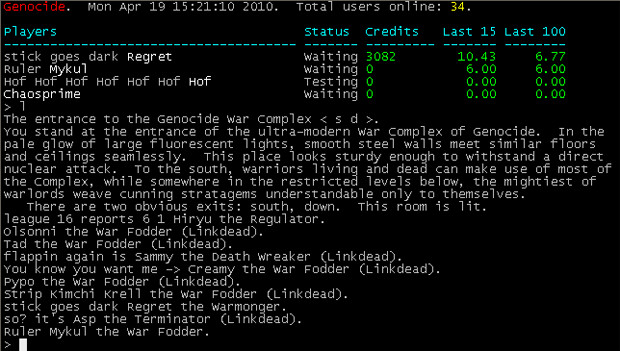 Genocide.  Mon Apr 19 15:21:10 2010.  Total users online: 34.
Players                                Status  Credits   Last 15  Last 100
-------------------------------------- ------- --------- -------- --------
stick goes dark Regret                 Waiting 3082        10.43      6.77
Ruler Mykul                            Waiting 0            6.00      6.00
Hof Hof Hof Hof Hof Hof Hof            Testing 0            0.00      0.00
Chaosprime                             Waiting 0            0.00      0.00
> l
The entrance to the Genocide War Complex < s d >.
You stand at the entrance of the ultra-modern War Complex of Genocide.  In the
pale glow of large fluorescent lights, smooth steel walls meet similar floors
and ceilings seamlessly.  This place looks sturdy enough to withstand a direct
nuclear attack.  To the south, warriors living and dead can make use of most of
the Complex, while somewhere in the restricted levels below, the mightiest of
warlords weave cunning stratagems understandable only to themselves.
   There are two obvious exits: south, down.  This room is lit.
league 16 reports 6 1 Hiryu the Regulator.
Olsonni the War Fodder (Linkdead).
Tad the War Fodder (Linkdead).
flappin again is Sammy the Death Wreaker (Linkdead).
You know you want me -> Creamy the War Fodder (Linkdead).
Pypo the War Fodder (Linkdead).
Strip Kimchi Krell the War Fodder (Linkdead).
stick goes dark Regret the Warmonger.
so? it's Asp the Terminator (Linkdead).
Ruler Mykul the War Fodder.
>